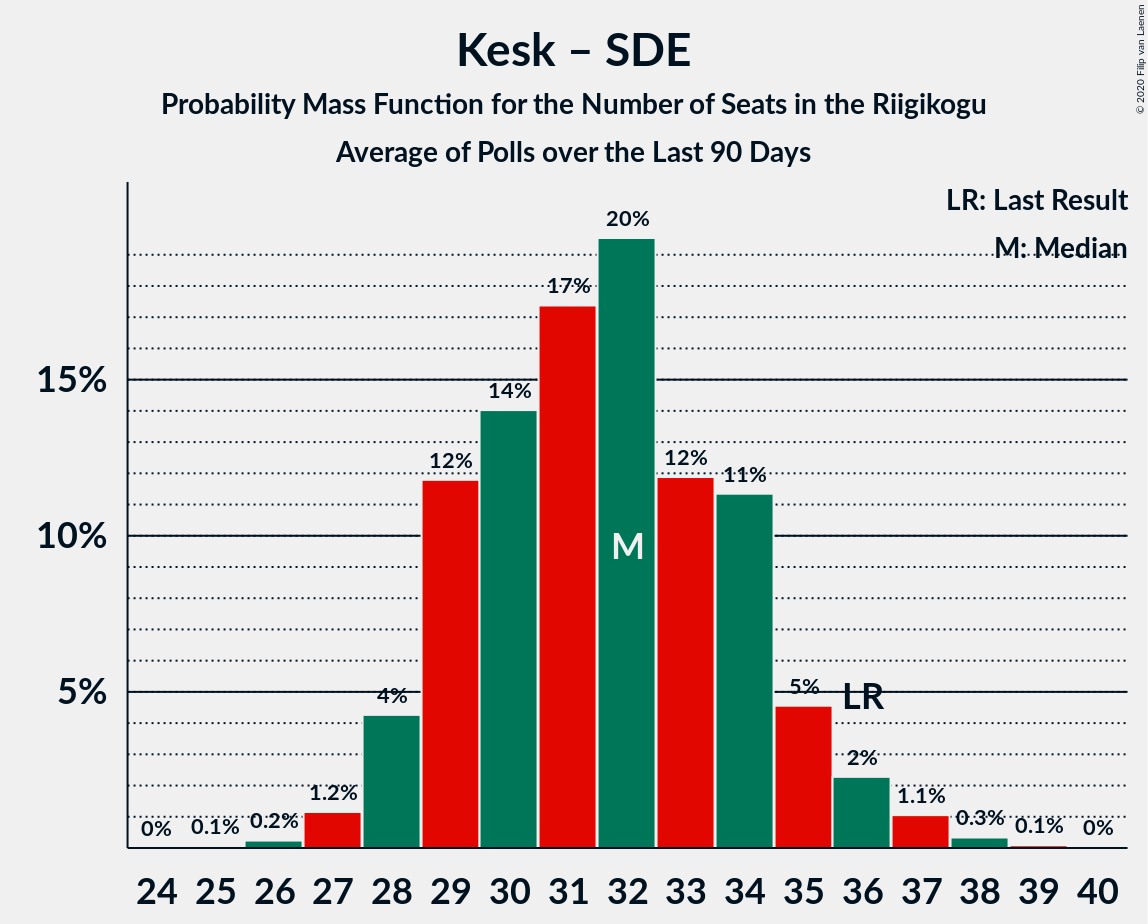 Kesk – SDE
Probability Mass Function for the Number of Seats in the Riigikogu
Average of Polls over the Last 90 Days
© 2020 Filip van Laenen
LR: Last Result
M: Median
20%
17%
15%
14%
12%
12%
11%
M
10%
5%
4%
5%
LR
2%
1.2%
1.1%
0%
0.1%
0.2%
0.3%
0.1%
0%
24 25 26 27 28 29 30 31 32 33 34 35 36 37 38 39 40